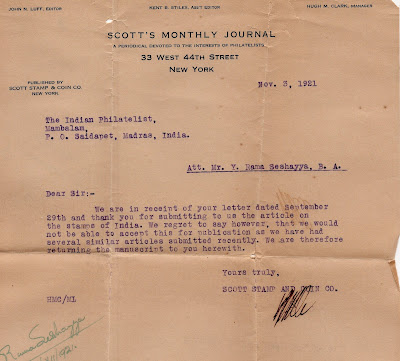 JOHN N. LUFF, EDITOR
KENT B. STILES, ASS'T EDITOR
HUGH M. CLARK, MANAGER
SCOTT'S MONTHLY JOURNAL
A PERIODICAL DEVOTED TO THE INTERESTS OF PHILATELISTS
33 WEST 44TH STREET
NEW YORK
PUBLISHED BY
SCOTT STAMP & COIN CO.
NEW YORK
Nov. 3, 1921
The Indian Philatelist,
Mambalam,
P. O. Saidapet, Madras, India.
Att. Mr. Y. Rama Seshayya, B. A.
Dear Sir:-
We are in receipt of your letter dated September
29th and thank you for submitting to us the article on
the stamps of India. We regret to say however, that we would
not be able to accept this for publication as we have had
several similar articles submitted recently. We are therefore
returning the manuscript to you herewith.
Yours truly,
SCOTT STAMP AND COIN CO.
HMC/ML
Rama Seshayya